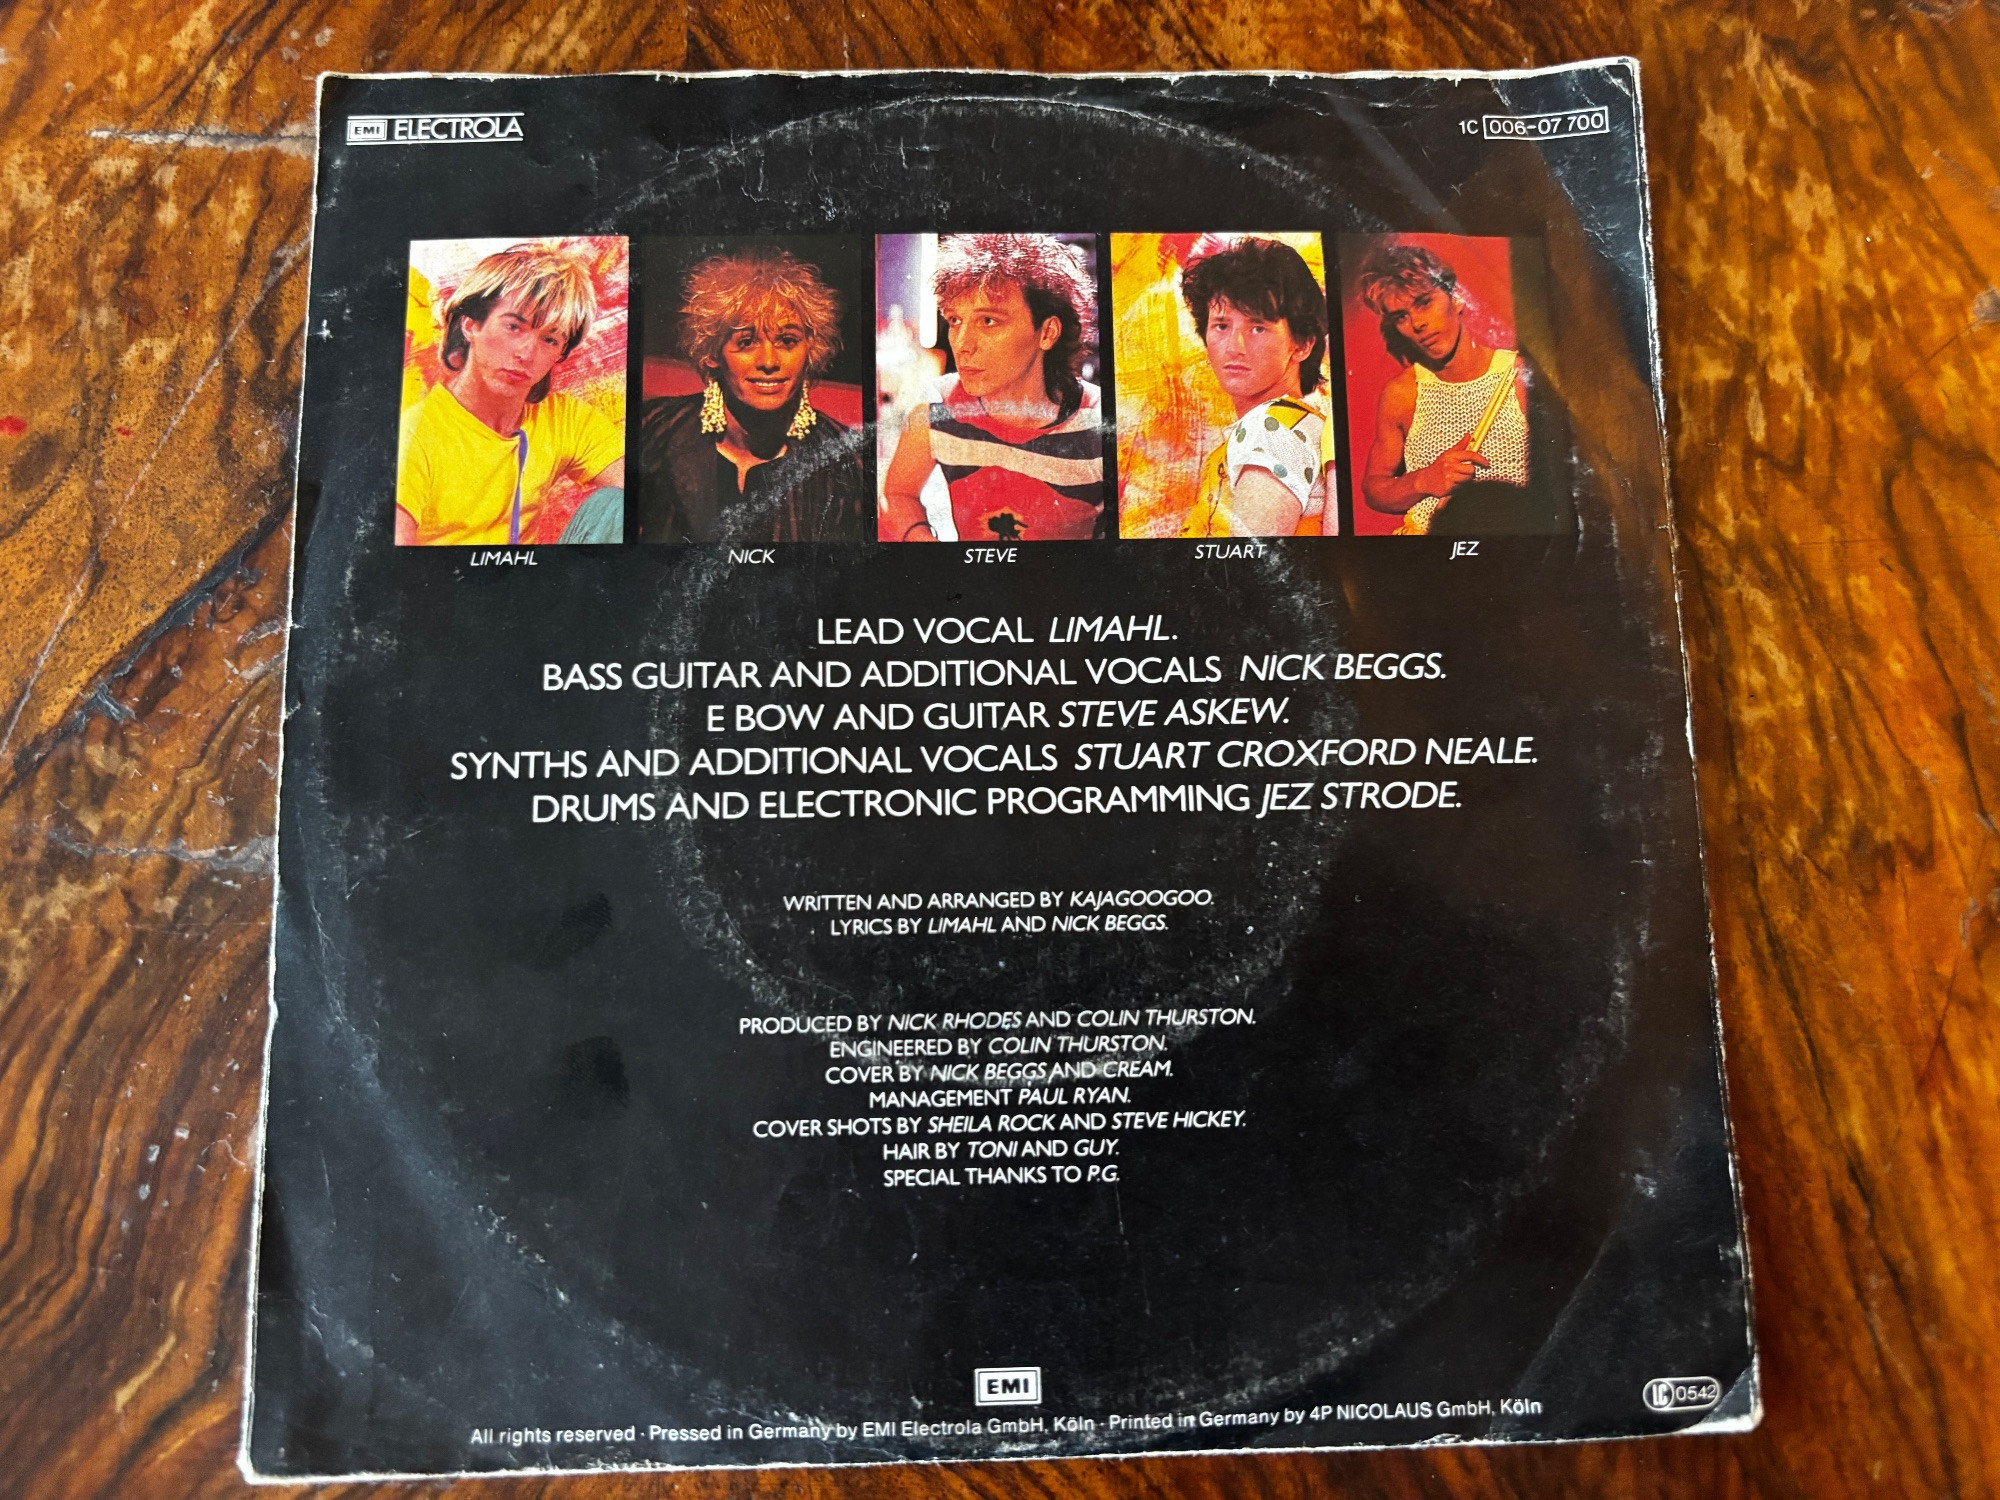 EMI ELECTROLA
1C 006-07 700
LIMAHL NICK STEVE STUART JEZ
LEAD VOCAL LIMAHL.
BASS GUITAR AND ADDITIONAL VOCALS NICK BEGGS.
E BOW AND GUITAR STEVE ASKEW.
SYNTHS AND ADDITIONAL VOCALS STUART CROXFORD NEALE.
DRUMS AND ELECTRONIC PROGRAMMING JEZ STRODE.
WRITTEN AND ARRANGED BY KAJAGOOGOO.
LYRICS BY LIMAHL AND NICK BEGGS.
PRODUCED BY NICK RHODES AND COLIN THURSTON.
ENGINEERED BY COLIN THURSTON.
COVER BY NICK BEGGS AND CREAM.
MANAGEMENT PAUL RYAN.
COVER SHOTS BY SHEILA ROCK AND STEVE HICKEY.
HAIR BY TONI AND GUY.
SPECIAL THANKS TO P.G.
EMI
LC 0542
All rights reserved · Pressed in Germany by EMI Electrola GmbH, Köln · Printed in Germany by 4P NICOLAUS GmbH, Köln